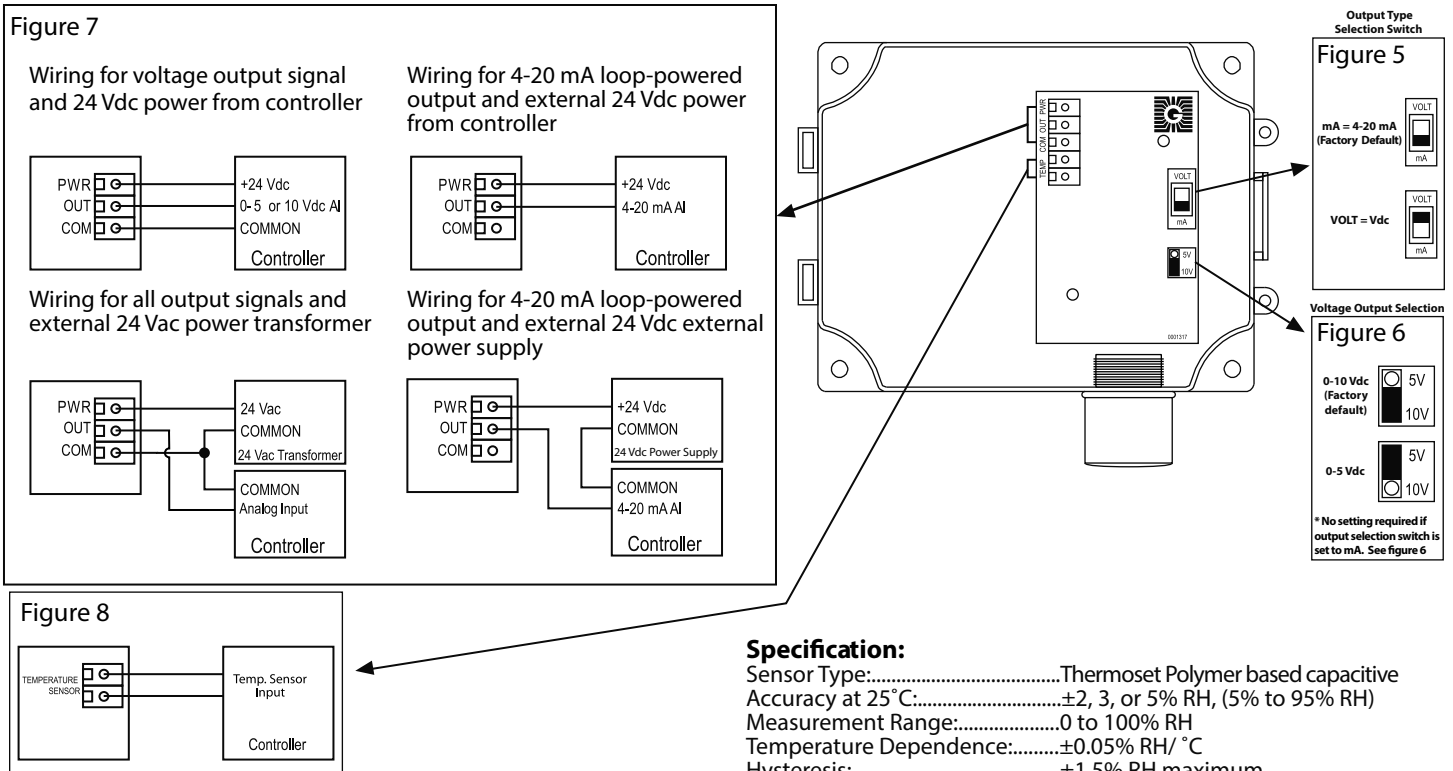 Figure 7
Wiring for voltage output signal
and 24 Vdc power from controller
PWR
OUT
COM
+24 Vdc
0-5 or 10 Vdc AI
COMMON
Controller
Wiring for 4-20 mA loop-powered
output and external 24 Vdc power
from controller
PWR
OUT
COM
+24 Vdc
4-20 mA AI
Controller
Wiring for all output signals and
external 24 Vac power transformer
PWR
OUT
COM
24 Vac
COMMON
24 Vac Transformer
COMMON
Analog Input
Controller
Wiring for 4-20 mA loop-powered
output and external 24 Vdc external
power supply
PWR
OUT
COM
+24 Vdc
COMMON
24 Vdc Power Supply
COMMON
4-20 mA AI
Controller
Figure 8
TEMPERATURE
SENSOR
Temp. Sensor
Input
Controller
PWR
OUT
COM
TEMP
G
VOLT
mA
5V
10V
0001317
Output Type
Selection Switch
Figure 5
mA = 4-20 mA
(Factory Default)
VOLT
mA
VOLT = Vdc
VOLT
mA
Voltage Output Selection
Figure 6
0-10 Vdc
(Factory
default)
5V
10V
0-5 Vdc
5V
10V
* No setting required if
output selection switch is
set to mA. See figure 6
Specification:
Sensor Type:....................................Thermoset Polymer based capacitive
Accuracy at 25˚C:............................±2, 3, or 5% RH, (5% to 95% RH)
Measurement Range:....................0 to 100% RH
Temperature Dependence:.........±0.05% RH/ ˚C
Hysteresis:........................................±1.5% RH maximum